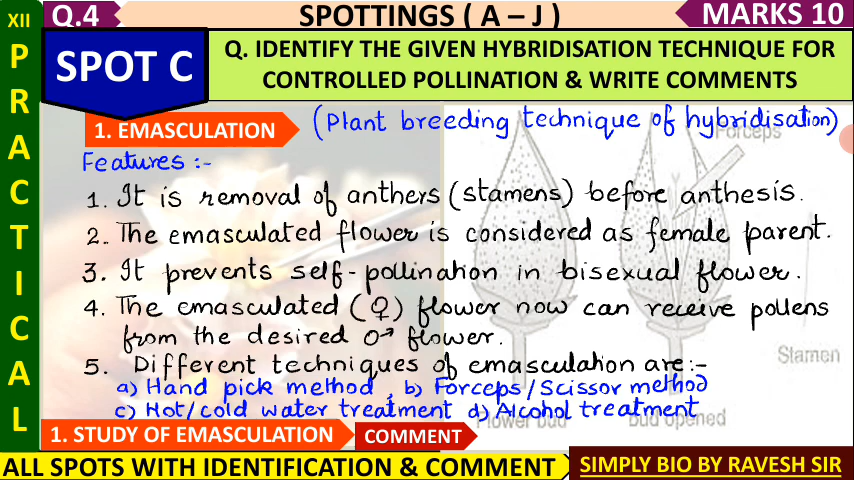 XII
PRACTICAL
Q.4
SPOTTINGS ( A – J )
MARKS 10
SPOT C
Q. IDENTIFY THE GIVEN HYBRIDISATION TECHNIQUE FOR
CONTROLLED POLLINATION & WRITE COMMENTS
1. EMASCULATION
(Plant breeding technique of hybridisation)
Forceps
Features :-
1. It is removal of anthers (stamens) before anthesis.
2. The emasculated flower is considered as female parent.
3. It prevents self-pollination in bisexual flower.
4. The emasculated (♀) flower now can receive pollens
from the desired ♂ flower.
Stamen
5. Different techniques of emasculation are:-
a) Hand pick method, b) Forceps/Scissor method
c) Hot/cold water treatment d) Alcohol treatment
Flower bud
Bud opened
1. STUDY OF EMASCULATION
COMMENT
ALL SPOTS WITH IDENTIFICATION & COMMENT
SIMPLY BIO BY RAVESH SIR